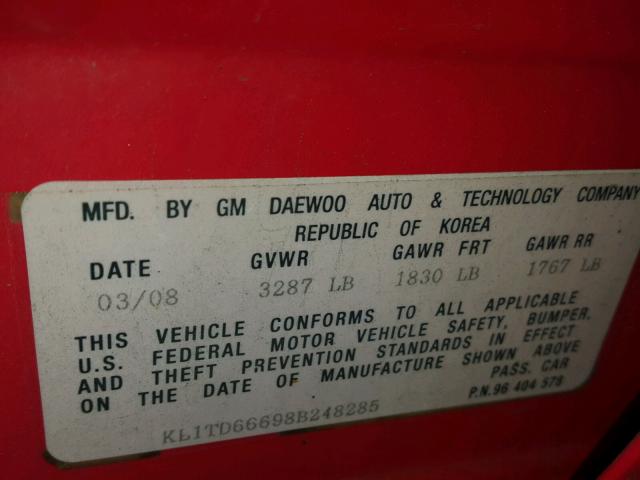 MFD. BY GM DAEWOO AUTO & TECHNOLOGY COMPANY
REPUBLIC OF KOREA
DATE GVWR GAWR FRT GAWR RR
03/08 3287 LB 1830 LB 1767 LB
THIS VEHICLE CONFORMS TO ALL APPLICABLE
U.S. FEDERAL MOTOR VEHICLE SAFETY, BUMPER,
AND THEFT PREVENTION STANDARDS IN EFFECT
ON THE DATE OF MANUFACTURE SHOWN ABOVE
PASS. CAR
KL1TD66698B248285 P.N.96 404 578